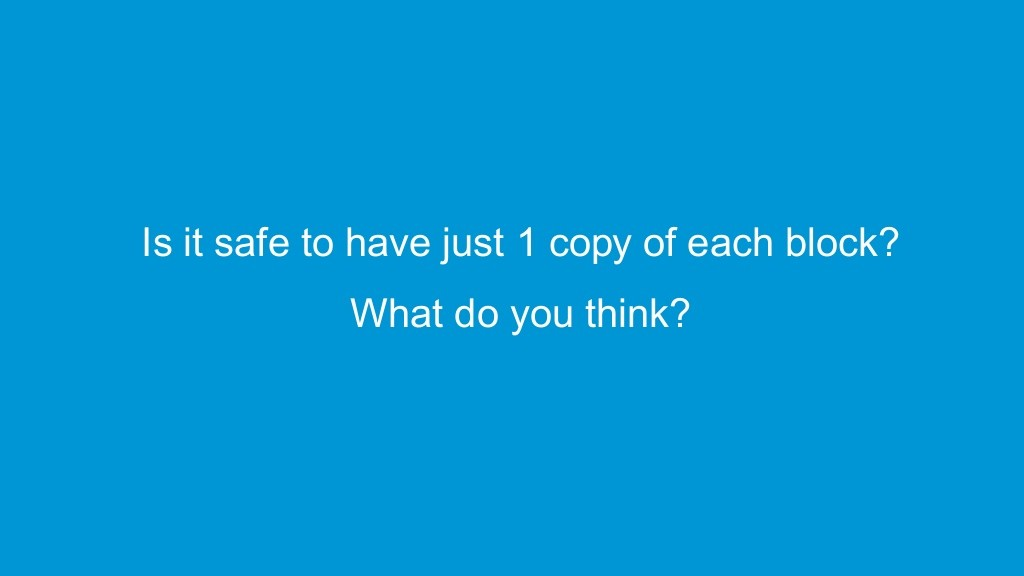 Is it safe to have just 1 copy of each block?
What do you think?